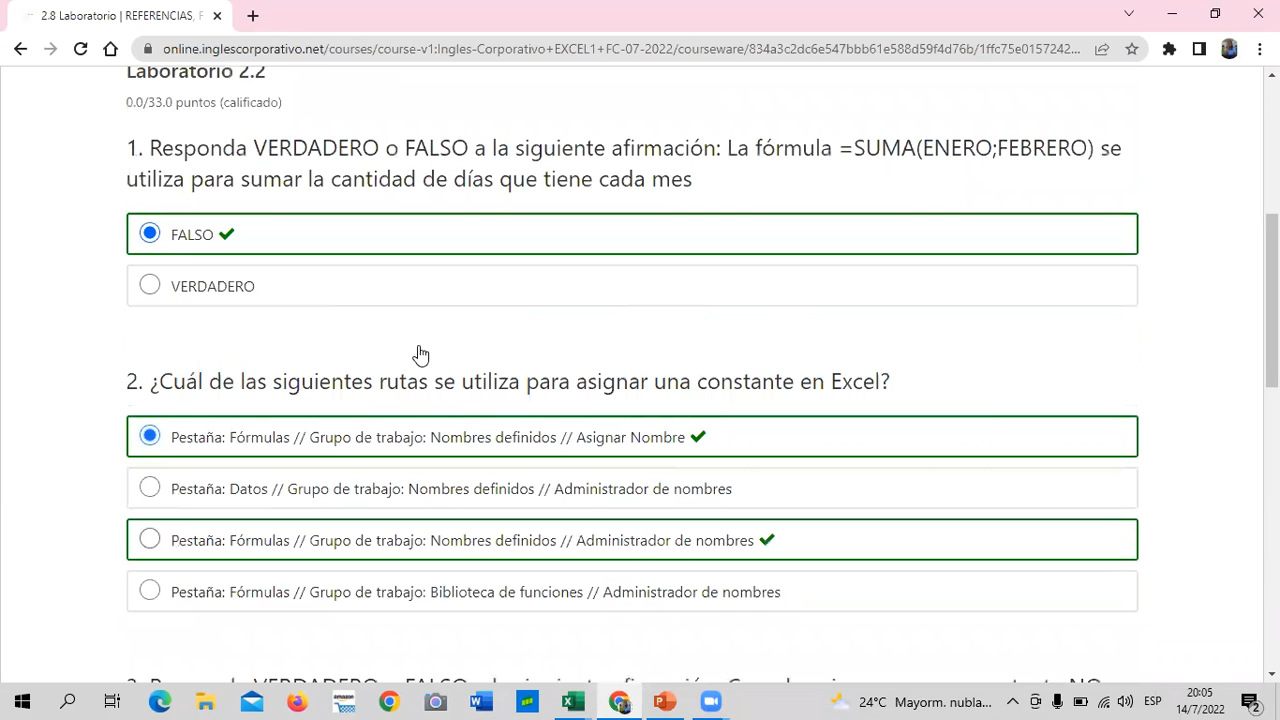 2.8 Laboratorio | REFERENCIAS, F
online.inglescorporativo.net/courses/course-v1:Ingles-Corporativo+EXCEL1+FC-07-2022/courseware/334a3c2dc6e547bbb61e588d59f4d76b/1ffc75e0157242...
Laboratorio 2.2
0.0/33.0 puntos (calificado)
1. Responda VERDADERO o FALSO a la siguiente afirmación: La fórmula =SUMA(ENERO;FEBRERO) se
utiliza para sumar la cantidad de días que tiene cada mes
FALSO
VERDADERO
2. ¿Cuál de las siguientes rutas se utiliza para asignar una constante en Excel?
Pestaña: Fórmulas // Grupo de trabajo: Nombres definidos // Asignar Nombre
Pestaña: Datos // Grupo de trabajo: Nombres definidos // Administrador de nombres
Pestaña: Fórmulas // Grupo de trabajo: Nombres definidos // Administrador de nombres
Pestaña: Fórmulas // Grupo de trabajo: Biblioteca de funciones // Administrador de nombres
amazon
24°C Mayorm. nubla...
ESP
20:05
14/7/2022
2